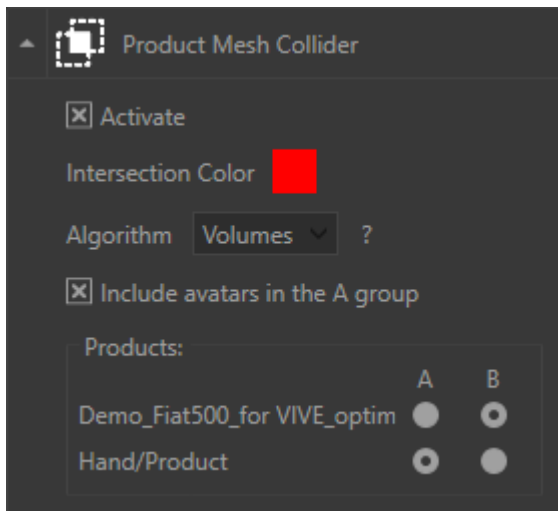 Product Mesh Collider
Activate
Intersection Color
Algorithm Volumes ?
Include avatars in the A group
Products:
A B
Demo_Fiat500_for VIVE_optim
Hand/Product